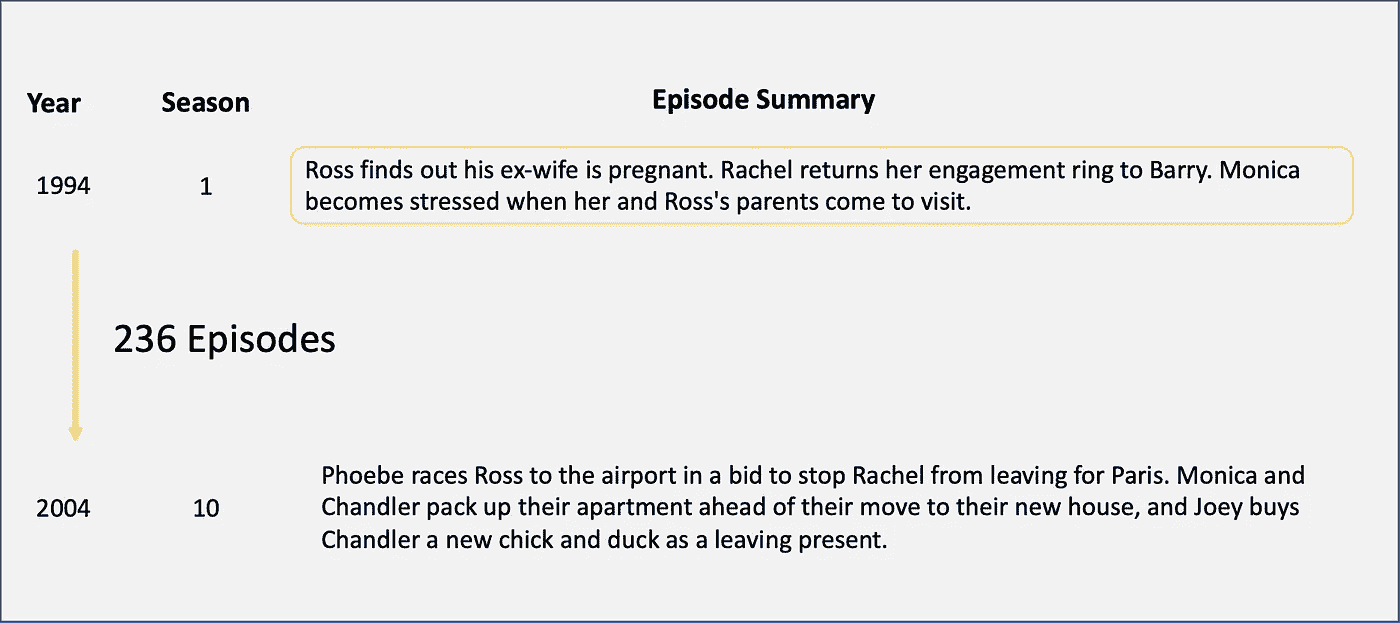 Year Season Episode Summary
1994 1 Ross finds out his ex-wife is pregnant. Rachel returns her engagement ring to Barry. Monica
becomes stressed when her and Ross's parents come to visit.
236 Episodes
Phoebe races Ross to the airport in a bid to stop Rachel from leaving for Paris. Monica and
2004 10 Chandler pack up their apartment ahead of their move to their new house, and Joey buys
Chandler a new chick and duck as a leaving present.